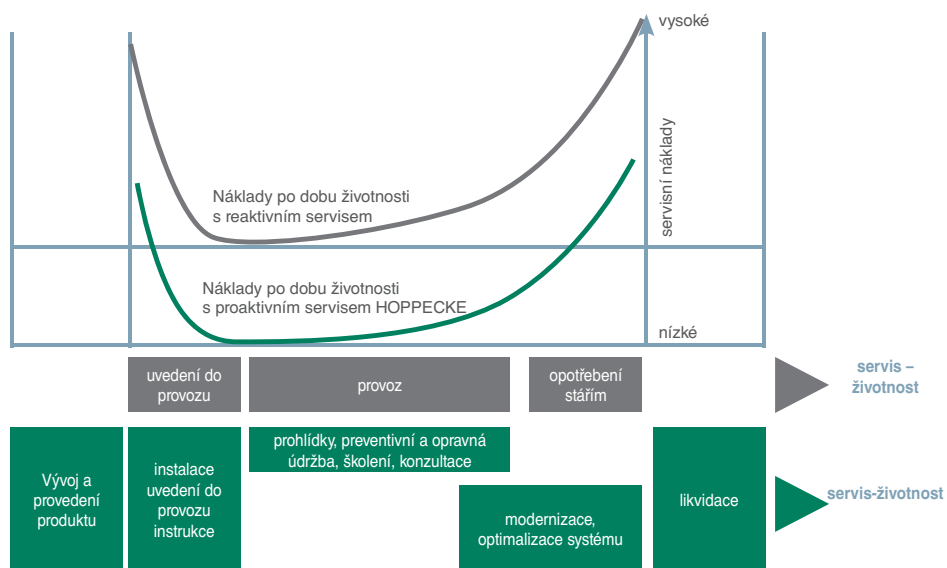 vysoké
servisní náklady
Náklady po dobu životnosti
s reaktivním servisem
Náklady po dobu životnosti
s proaktivním servisem HOPPECKE
nízké
uvedení do
provozu
provoz
opotřebení
stářím
servis –
životnost
Vývoj a
provedení
produktu
instalace
uvedení do
provozu
instrukce
prohlídky, preventivní a opravná
údržba, školení, konzultace
modernizace,
optimalizace systému
likvidace
servis-životnost